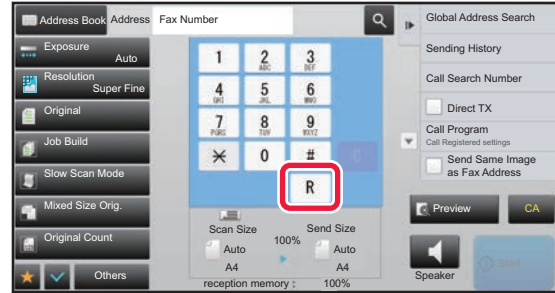 Address Book
Address
Fax Number
Exposure
Auto
Resolution
Super Fine
Original
Job Build
Slow Scan Mode
Mixed Size Orig.
Original Count
Others
1
2
ABC
3
DEF
4
GHI
5
JKL
6
MNO
7
PQRS
8
TUV
9
WXYZ
0
#
C
R
Scan Size
Send Size
Auto
100%
Auto
A4
A4
reception memory :
100%
Global Address Search
Sending History
Call Search Number
Direct TX
Call Program
Call Registered settings
Send Same Image
as Fax Address
Preview
CA
Speaker
Start